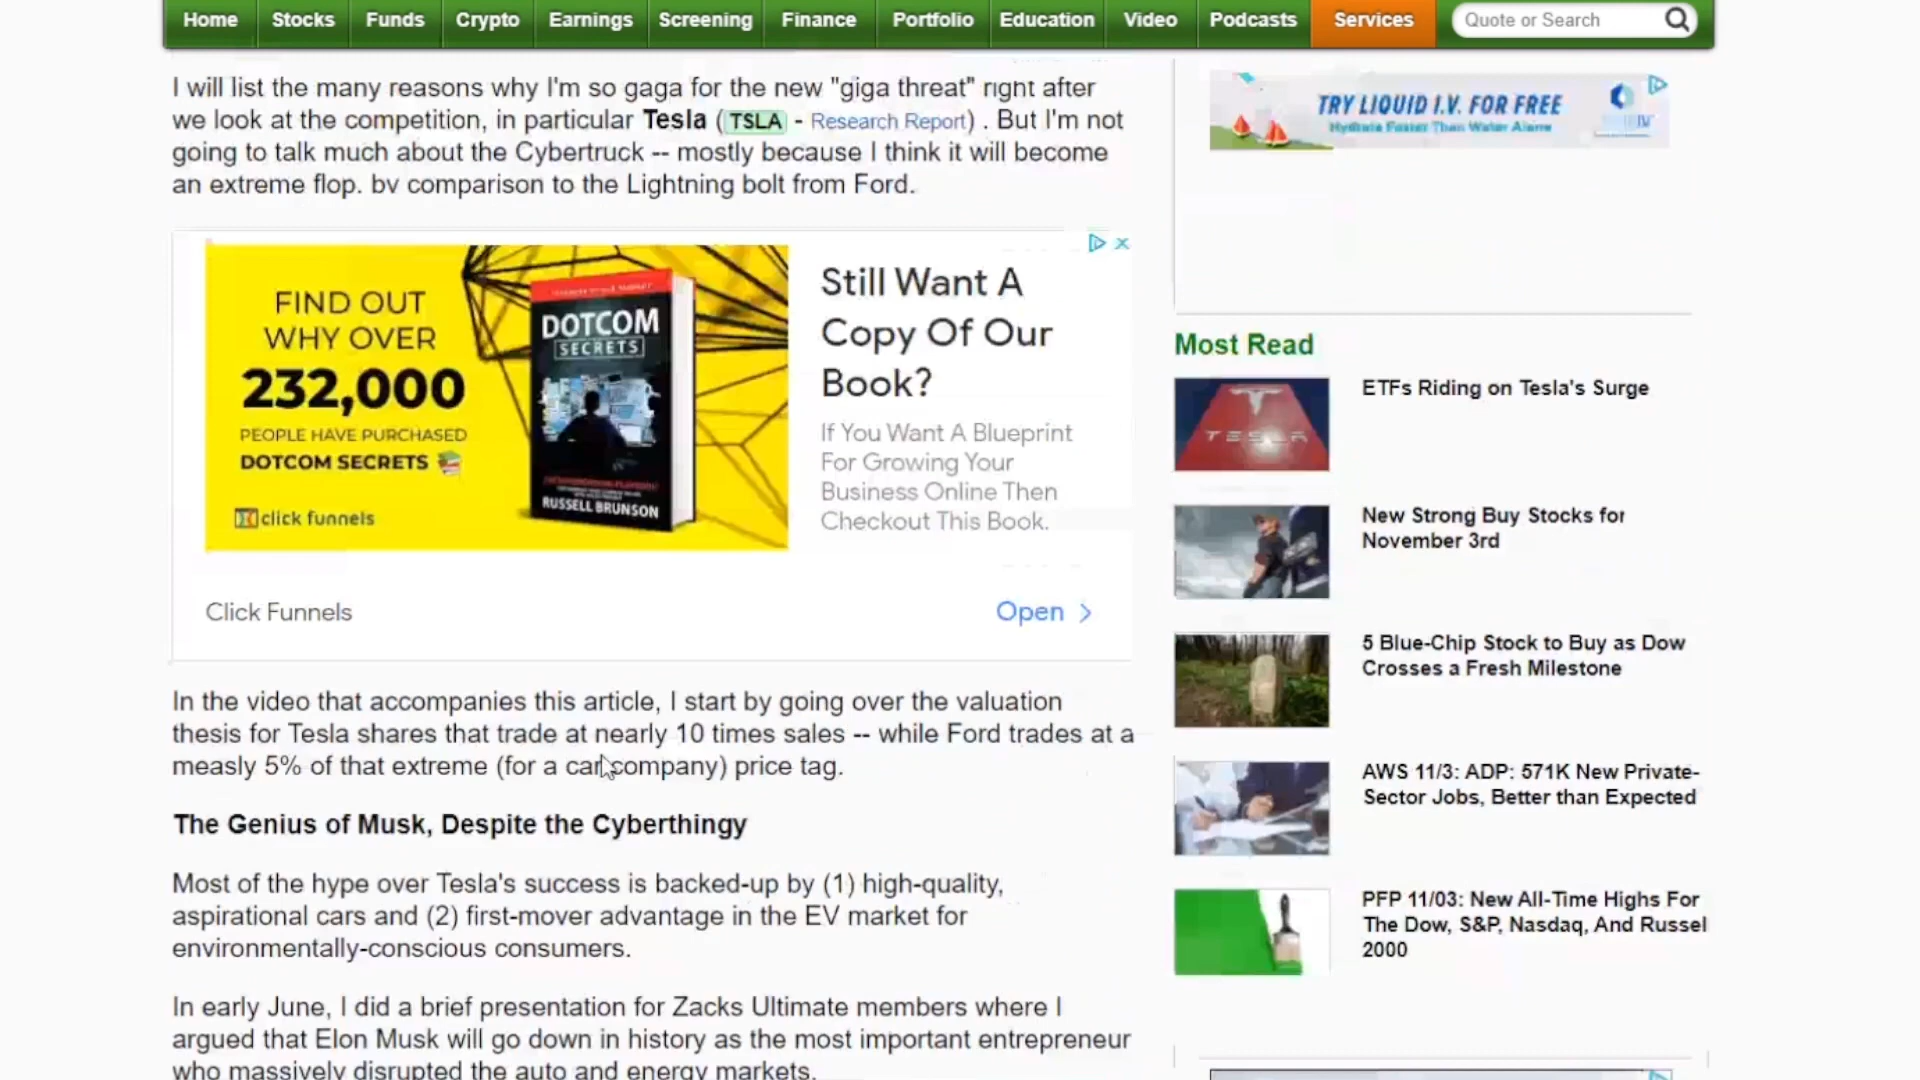 Home Stocks Funds Crypto Earnings Screening Finance Portfolio Education Video Podcasts Services Quote or Search
I will list the many reasons why I'm so gaga for the new "giga threat" right after
we look at the competition, in particular Tesla (TSLA - Research Report) . But I'm not
going to talk much about the Cybertruck -- mostly because I think it will become
an extreme flop. by comparison to the Lightning bolt from Ford.
FIND OUT
WHY OVER
232,000
PEOPLE HAVE PURCHASED
DOTCOM SECRETS
click funnels
DOTCOM
SECRETS
RUSSELL BRUNSON
Still Want A
Copy Of Our
Book?
If You Want A Blueprint
For Growing Your
Business Online Then
Checkout This Book.
Click Funnels
Open
In the video that accompanies this article, I start by going over the valuation
thesis for Tesla shares that trade at nearly 10 times sales -- while Ford trades at a
measly 5% of that extreme (for a car company) price tag.
The Genius of Musk, Despite the Cyberthingy
Most of the hype over Tesla's success is backed-up by (1) high-quality,
aspirational cars and (2) first-mover advantage in the EV market for
environmentally-conscious consumers.
In early June, I did a brief presentation for Zacks Ultimate members where I
argued that Elon Musk will go down in history as the most important entrepreneur
who massively disrupted the auto and energy markets.
TRY LIQUID I.V. FOR FREE
Hydrate Faster Than Water Alone
Most Read
TESLA
ETFs Riding on Tesla's Surge
New Strong Buy Stocks for
November 3rd
5 Blue-Chip Stock to Buy as Dow
Crosses a Fresh Milestone
AWS 11/3: ADP: 571K New Private-
Sector Jobs, Better than Expected
PFP 11/03: New All-Time Highs For
The Dow, S&P, Nasdaq, And Russel
2000